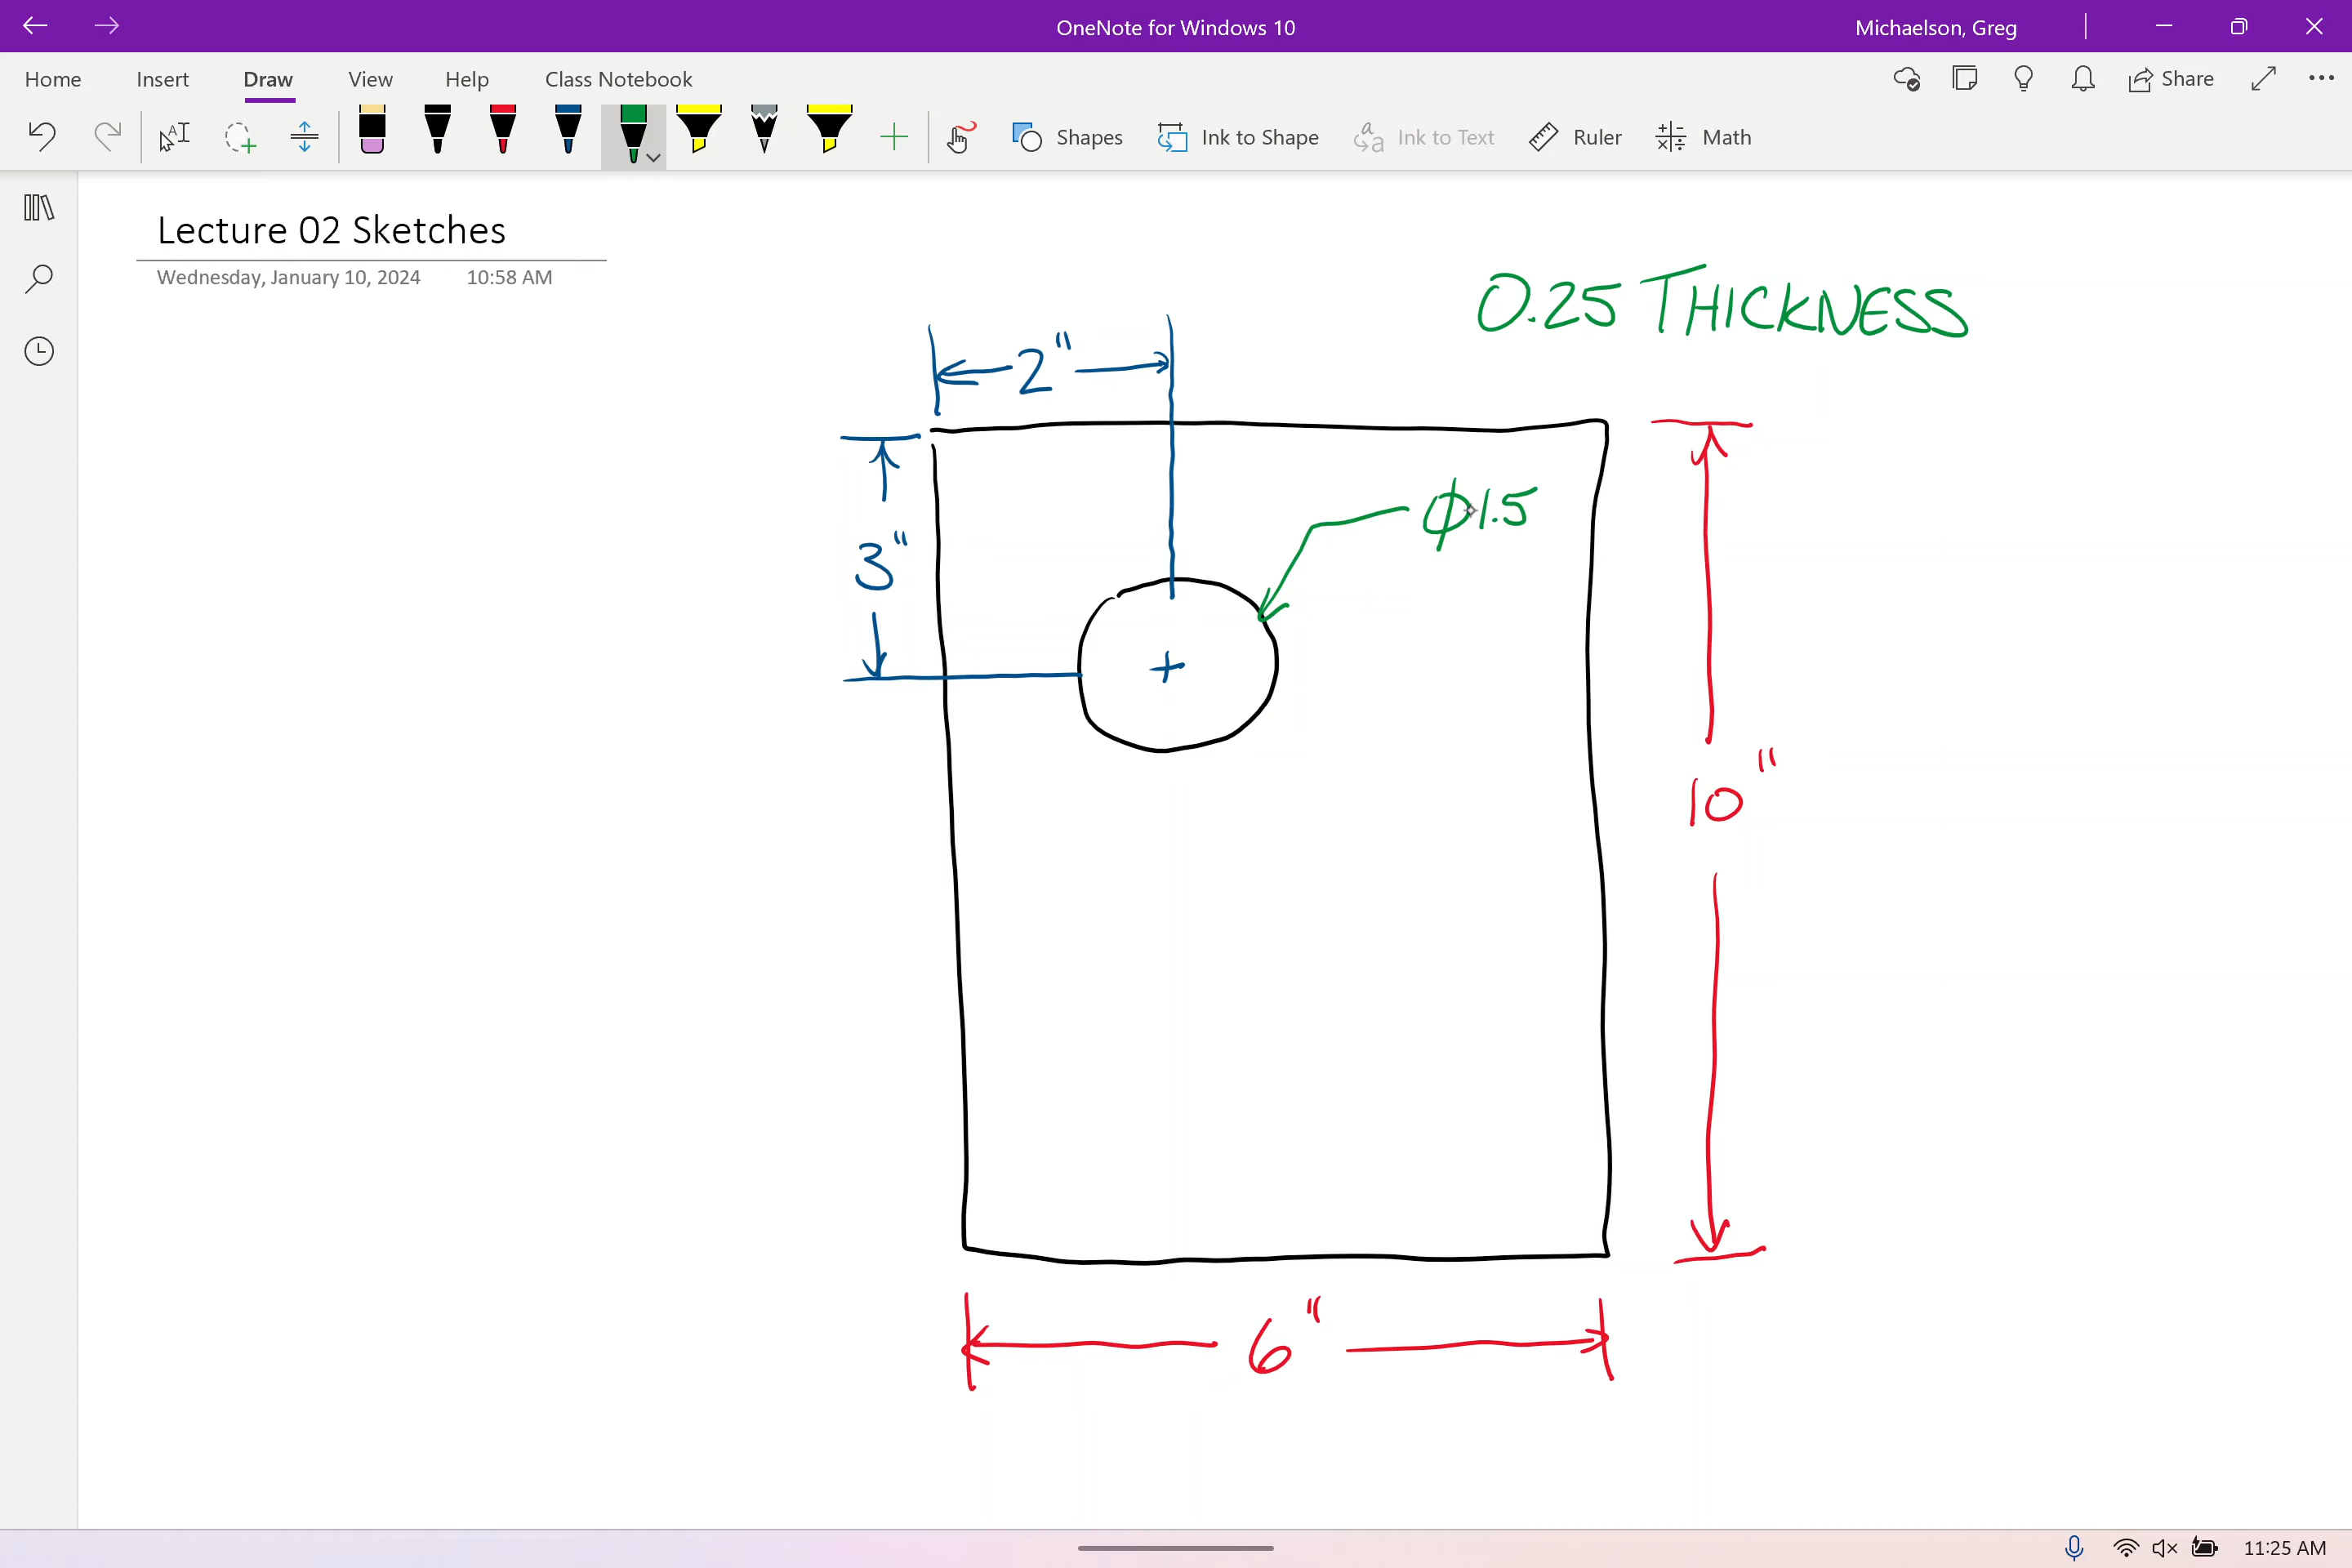 OneNote for Windows 10
Michaelson, Greg
Home Insert Draw View Help Class Notebook
Share
Shapes Ink to Shape Ink to Text Ruler Math
Lecture 02 Sketches
Wednesday, January 10, 2024 10:58 AM
0.25 THICKNESS
2"
3"
ϕ1.5
10"
6"
11:25 AM